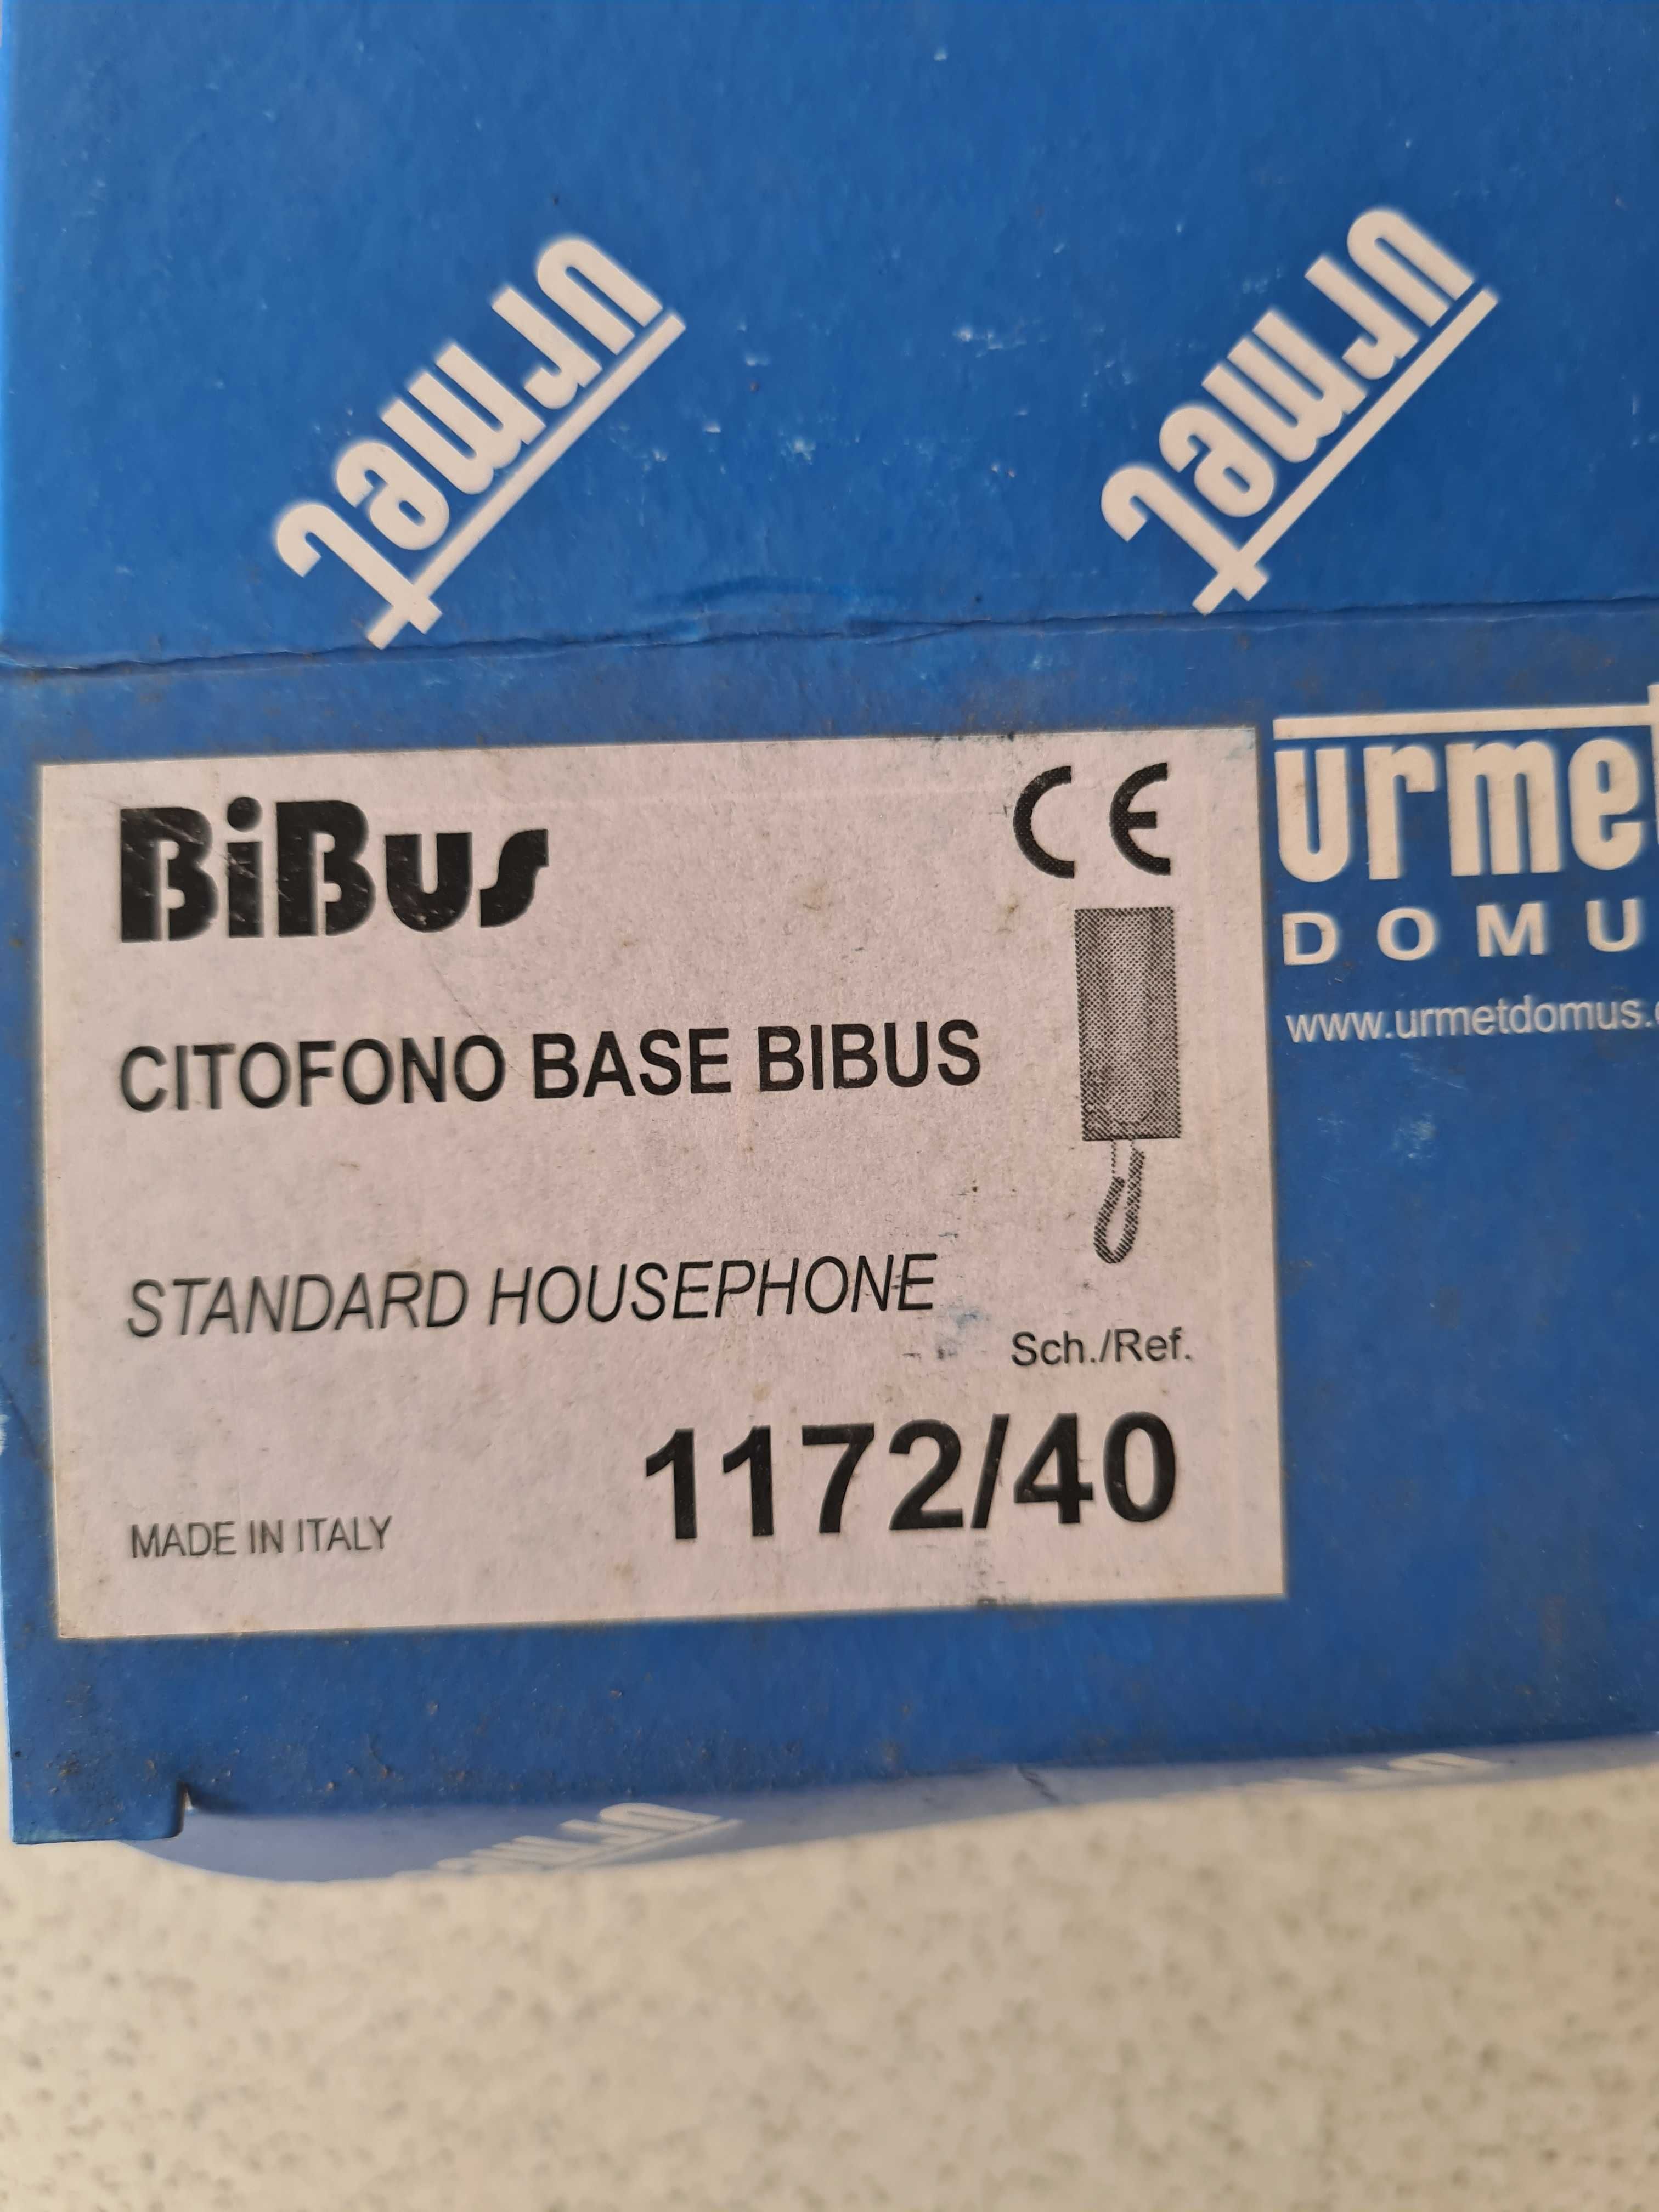 urmet
urmet
BiBus
CE
urmet
DOMU
www.urmetdomus.
CITOFONO BASE BIBUS
STANDARD HOUSEPHONE
Sch./Ref.
1172/40
MADE IN ITALY
urmet